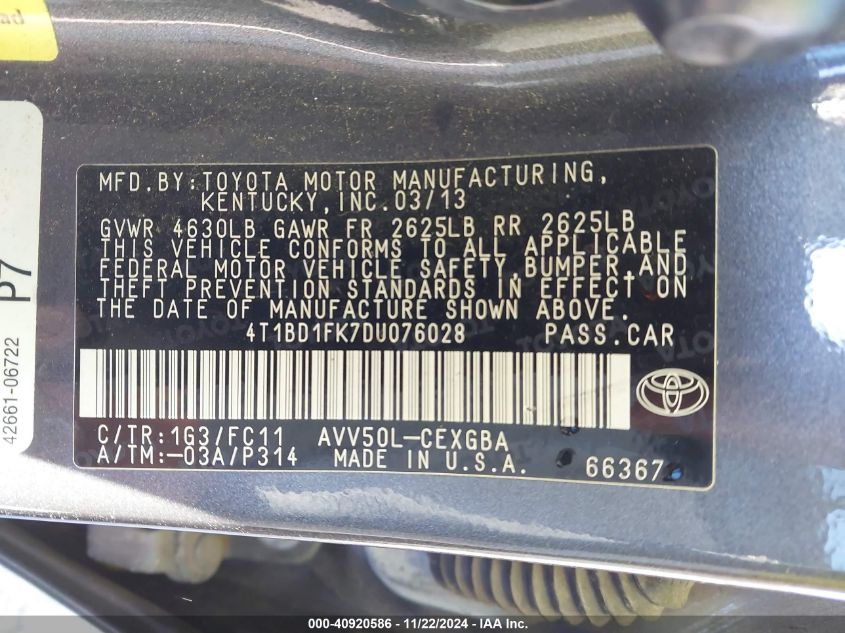 ad
P7
42661-06722
MFD.BY:TOYOTA MOTOR MANUFACTURING,
KENTUCKY,INC.03/13
GVWR 4630LB GAWR FR 2625LB RR 2625LB
THIS VEHICLE CONFORMS TO ALL APPLICABLE
FEDERAL MOTOR VEHICLE SAFETY,BUMPER,AND
THEFT PREVENTION STANDARDS IN EFFECT ON
THE DATE OF MANUFACTURE SHOWN ABOVE.
4T1BD1FK7DU076028 PASS.CAR
C/TR:1G3/FC11 AVV50L-CEXGBA
A/TM:-03A/P314 MADE IN U.S.A. 66367
000-40920586 - 11/22/2024 - IAAI, Inc.